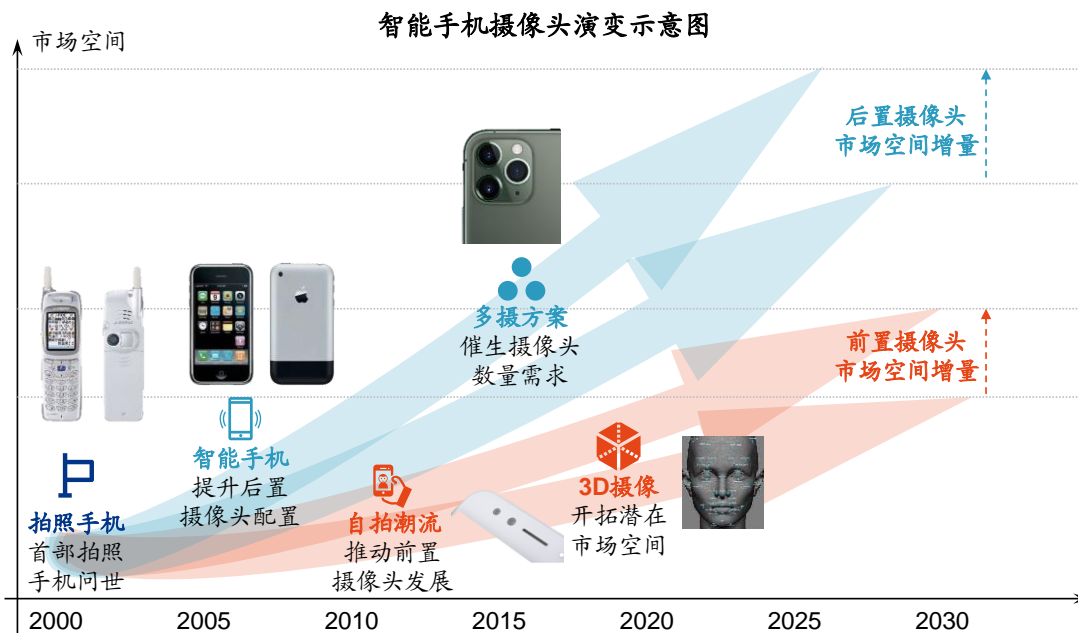 智能手机摄像头演变示意图
市场空间
后置摄像头
市场空间增量
多摄方案
催生摄像头
数量需求
前置摄像头
市场空间增量
智能手机
提升后置
摄像头配置
3D摄像
开拓潜在
市场空间
拍照手机
首部拍照
手机问世
自拍潮流
推动前置
摄像头发展
2000
2005
2010
2015
2020
2025
2030